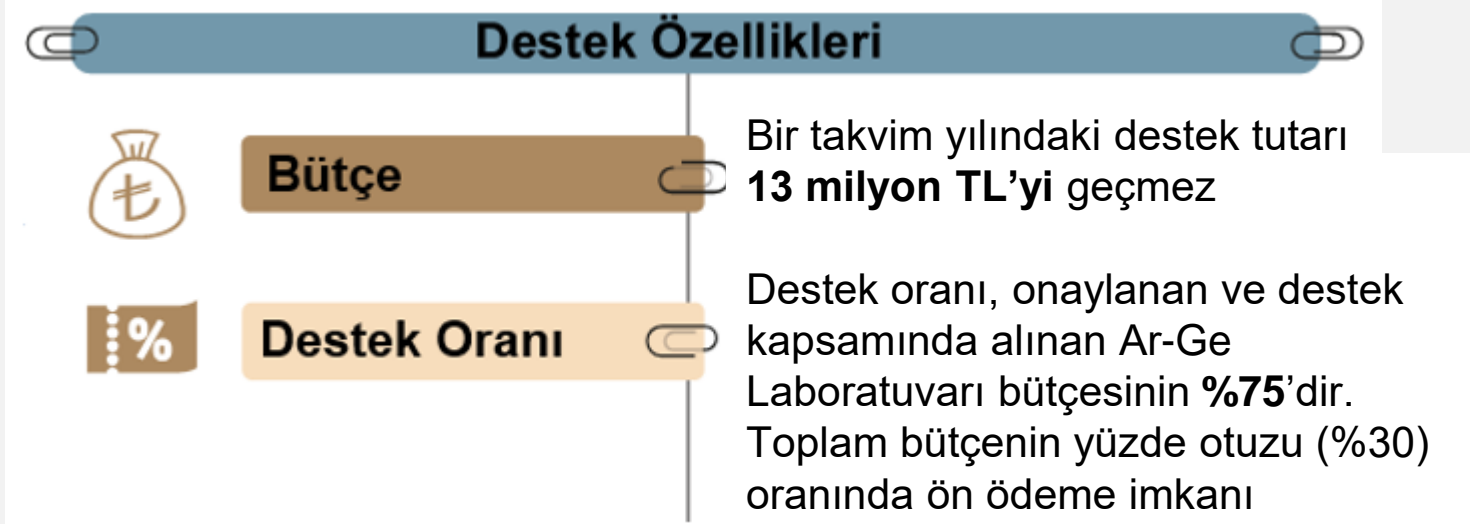 Destek Özellikleri
Bütçe
Bir takvim yılındaki destek tutarı
13 milyon TL’yi geçmez
%
Destek Oranı
Destek oranı, onaylanan ve destek
kapsamında alınan Ar-Ge
Laboratuvarı bütçesinin %75’dir.
Toplam bütçenin yüzde otuzu (%30)
oranında ön ödeme imkanı